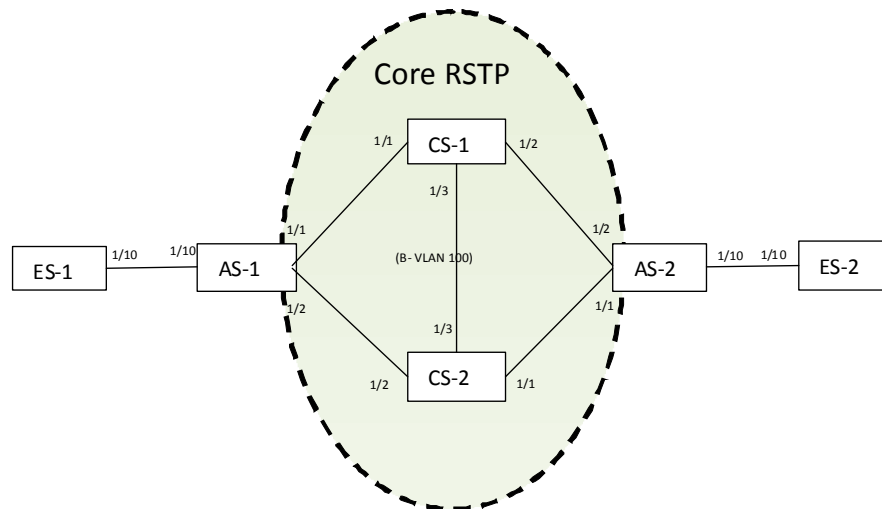 Core RSTP
CS-1
1/1
1/2
1/3
1/10
1/10
1/1
1/2
1/10
1/10
ES-1
AS-1
(B- VLAN 100)
AS-2
ES-2
1/2
1/1
1/3
CS-2
1/2
1/1